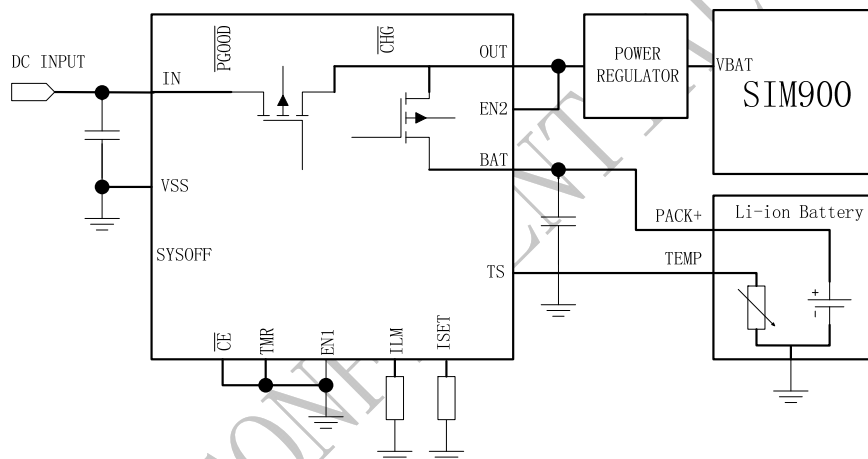 DC INPUT
IN
PGOOD
CHG
OUT
EN2
POWER
REGULATOR
VBAT
SIM900
BAT
VSS
SYSOFF
TS
PACK+
TEMP
Li-ion Battery
+
-
CE
TMR
EN1
ILM
ISET